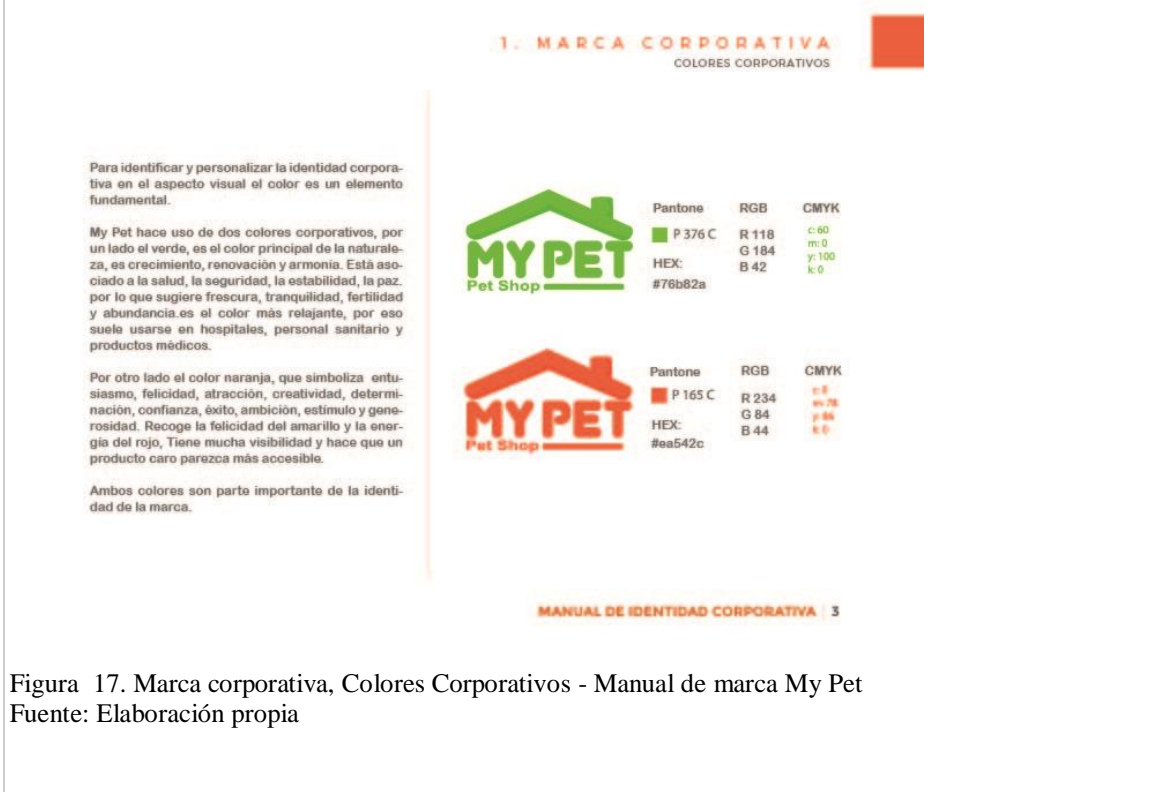 1. MARCA CORPORATIVA
COLORES CORPORATIVOS
Para identificar y personalizar la identidad corpora-
tiva en el aspecto visual el color es un elemento
fundamental.
My Pet hace uso de dos colores corporativos, por
un lado el verde, es el color principal de la naturale-
za, es crecimiento, renovación y armonía. Está aso-
ciado a la salud, la seguridad, la estabilidad, la paz.
por lo que sugiere frescura, tranquilidad, fertilidad
y abundancia.es el color más relajante, por eso
suele usarse en hospitales, personal sanitario y
productos médicos.
Por otro lado el color naranja, que simboliza entu-
siasmo, felicidad, atracción, creatividad, determi-
nación, confianza, éxito, ambición, estímulo y gene-
rosidad. Recoge la felicidad del amarillo y la ener-
gía del rojo, Tiene mucha visibilidad y hace que un
producto caro parezca más accesible.
Ambos colores son parte importante de la identi-
dad de la marca.
MY PET
Pet Shop
Pantone
P 376 C
HEX:
#76b82a
RGB
R 118
G 184
B 42
CMYK
c: 60
m: 0
y: 100
k: 0
MY PET
Pet Shop
Pantone
P 165 C
HEX:
#ea542c
RGB
R 234
G 84
B 44
CMYK
c: 0
m: 78
y: 86
k: 0
MANUAL DE IDENTIDAD CORPORATIVA | 3
Figura 17. Marca corporativa, Colores Corporativos - Manual de marca My Pet
Fuente: Elaboración propia